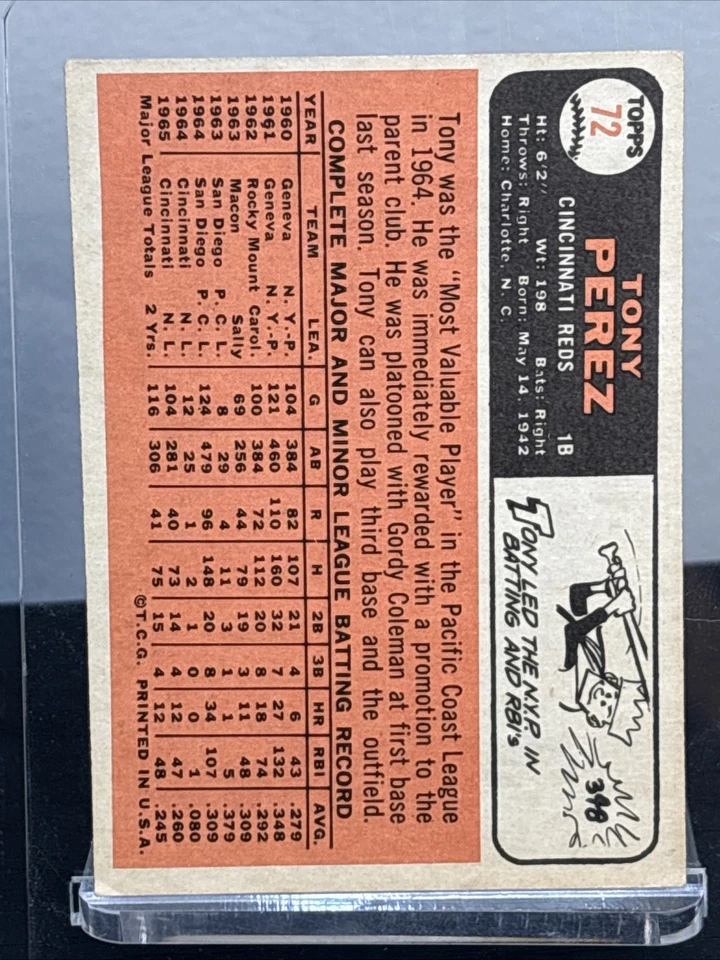 TOPPS
72
TONY
PEREZ
CINCINNATI REDS 1B
Ht: 6'2" Wt: 198 Bats: Right
Throws: Right Born: May 14, 1942
Home: Charlotte, N. C.
398
TONY LED THE N.Y.P. IN
BATTING AND RBI's
Tony was the "Most Valuable Player" in the Pacific Coast League
in 1964. He was immediately rewarded with a promotion to the
parent club. He was platooned with Gordy Coleman at first base
last season. Tony can also play third base and the outfield.
COMPLETE MAJOR AND MINOR LEAGUE BATTING RECORD
YEAR TEAM LEA. G AB R H 2B 3B HR RBI AVG.
1960 Geneva N. Y.-P. 104 384 82 107 21 4 6 43 .279
1961 Geneva N. Y.-P. 121 460 110 160 32 7 27 132 .348
1962 Rocky Mount Carol. 100 384 72 112 20 8 18 74 .292
1963 Macon Sally 69 256 44 79 19 3 11 48 .309
1963 San Diego P. C. L. 8 29 4 11 3 1 1 5 .379
1964 San Diego P. C. L. 124 479 96 148 20 8 34 107 .309
1964 Cincinnati N. L. 12 25 1 2 1 0 0 1 .080
1965 Cincinnati N. L. 104 281 40 73 14 4 12 47 .260
Major League Totals 2 Yrs. 116 306 41 75 15 4 12 48 .245
©T.C.G. PRINTED IN U.S.A.